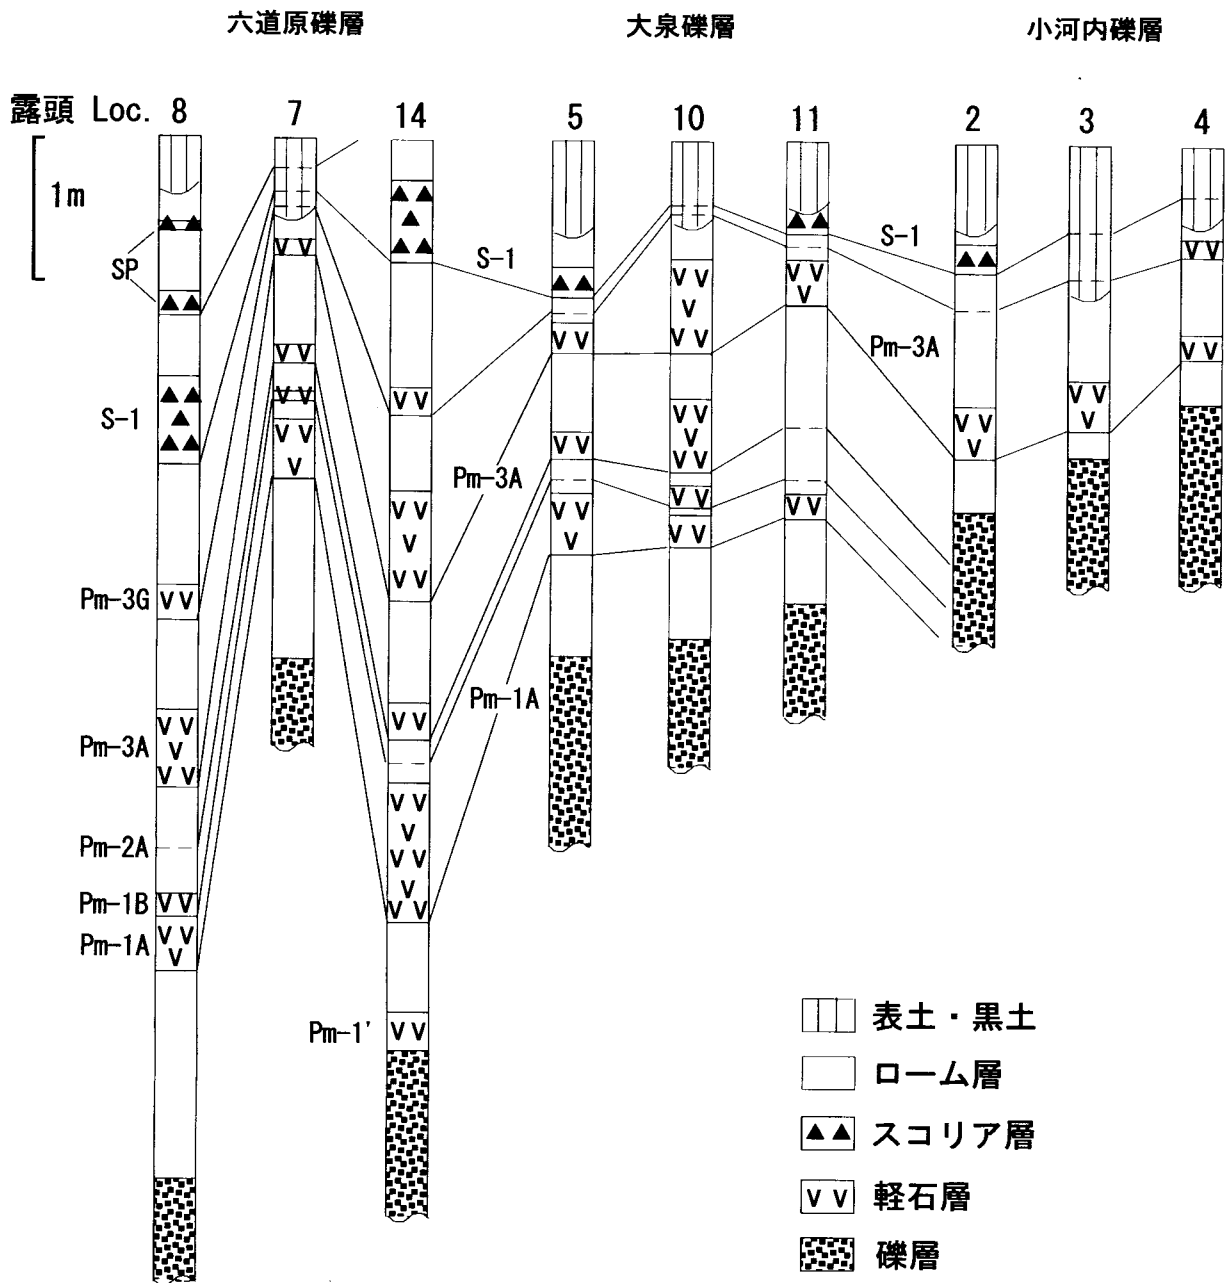 六道原礫層 大泉礫層 小河内礫層
露頭 Loc. 8 7 14 5 10 11 2 3 4
1m
SP
S-1
S-1
Pm-3A
S-1
Pm-3A
Pm-3G
Pm-1A
Pm-3A
Pm-2A
Pm-1B
Pm-1A
Pm-1'
表土・黒土
ローム層
スコリア層
軽石層
礫層